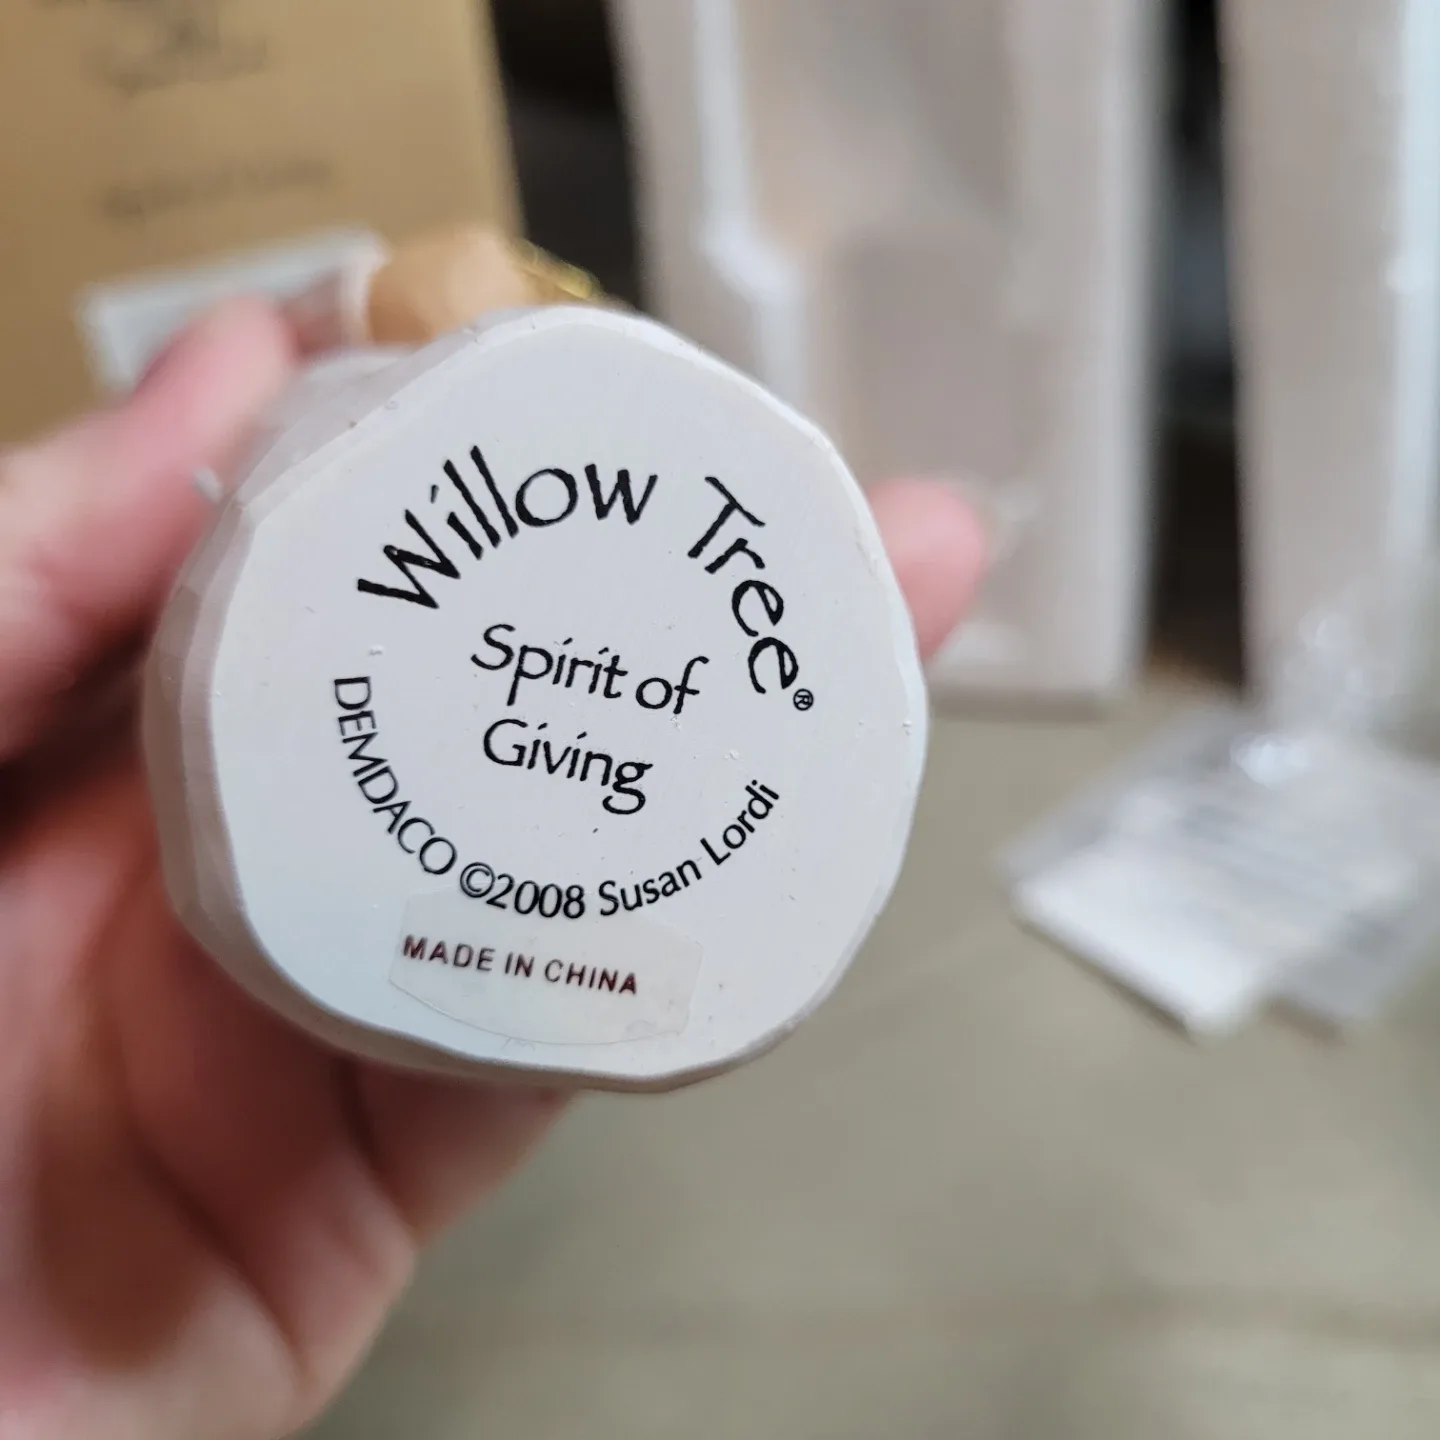 Willow Tree®
Spirit of
Giving
DEMDACO ©2008 Susan Lordi
MADE IN CHINA